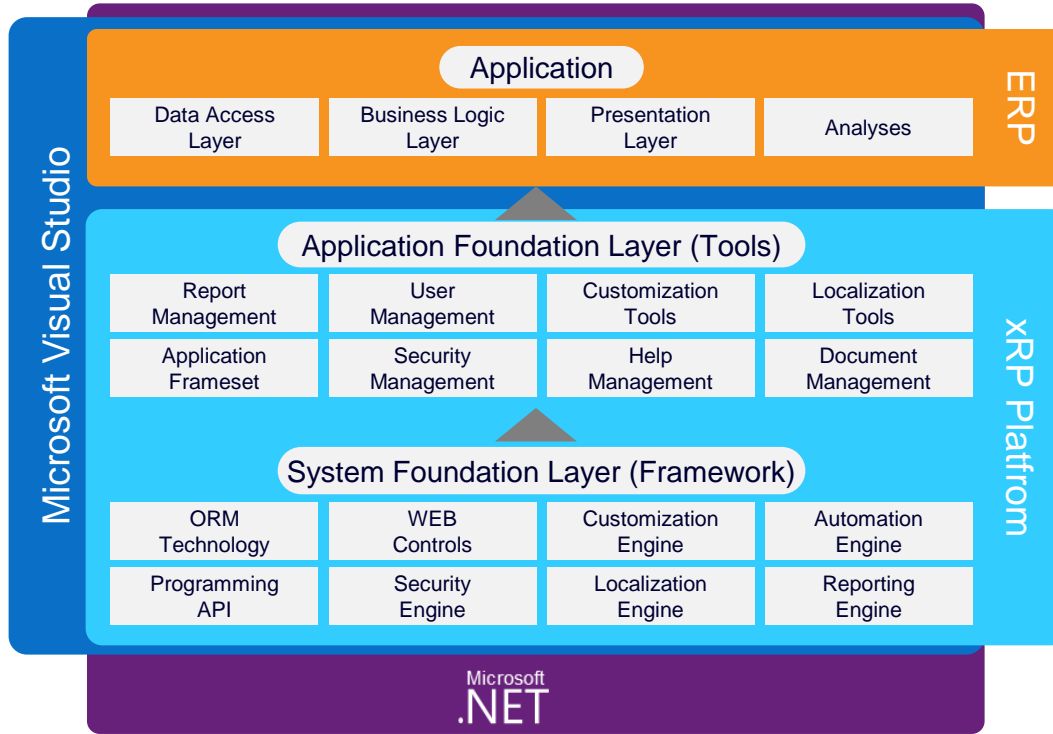 Application
ERP
Data Access
Layer
Business Logic
Layer
Presentation
Layer
Analyses
Microsoft Visual Studio
Application Foundation Layer (Tools)
Report
Management
User
Management
Customization
Tools
Localization
Tools
Application
Frameset
Security
Management
Help
Management
Document
Management
xRP Platfrom
System Foundation Layer (Framework)
ORM
Technology
WEB
Controls
Customization
Engine
Automation
Engine
Programming
API
Security
Engine
Localization
Engine
Reporting
Engine
Microsoft
.NET